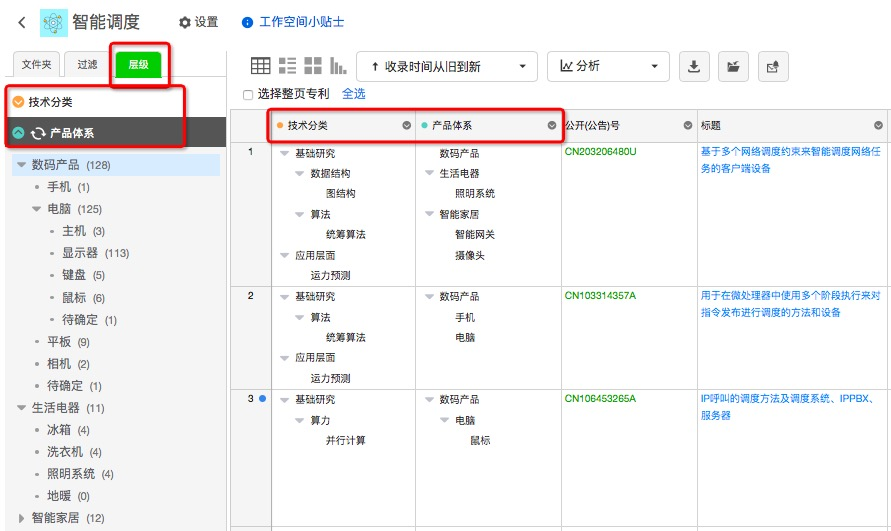 智能调度 设置 工作空间小贴士
文件夹 过滤 层级
收录时间从旧到新 分析
选择整页专利 全选
技术分类
产品体系
数码产品 (128)
手机 (1)
电脑 (125)
主机 (3)
显示器 (113)
键盘 (5)
鼠标 (6)
待确定 (1)
平板 (9)
相机 (2)
待确定 (1)
生活电器 (11)
冰箱 (4)
洗衣机 (4)
照明系统 (4)
地暖 (0)
智能家居 (12)
技术分类 产品体系 公开(公告)号 标题
1 基础研究 数码产品 CN203206480U 基于多个网络调度约束来智能调度网络任
数据结构 生活电器 务的客户端设备
图结构 照明系统
算法 智能家居
统筹算法 智能网关
应用层面 摄像头
运力预测
2 基础研究 数码产品 CN103314357A 用于在微处理器中使用多个阶段执行来对
算法 手机 指令发布进行调度的方法和设备
统筹算法 电脑
应用层面
运力预测
3 基础研究 数码产品 CN106453265A IP呼叫的调度方法及调度系统、IPPBX、
算力 电脑 服务器
并行计算 鼠标